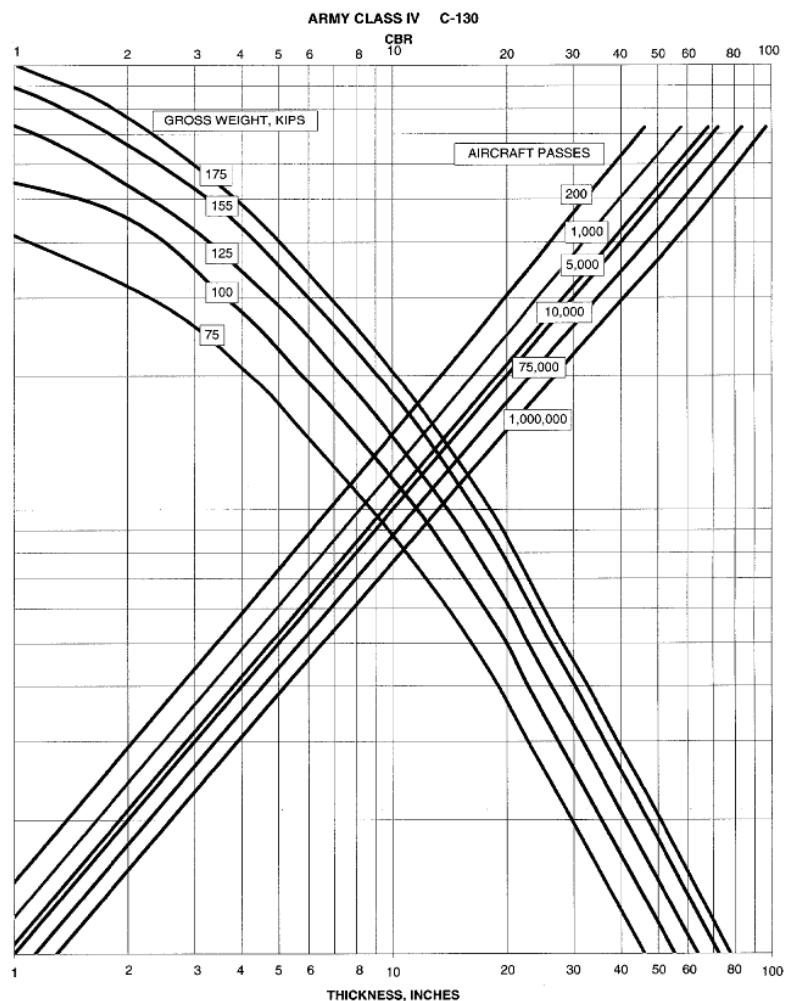 ARMY CLASS IV C-130
CBR
1 2 3 4 5 6 8 10 20 30 40 50 60 80 100
GROSS WEIGHT, KIPS
AIRCRAFT PASSES
175
200
155
1,000
125
5,000
100
10,000
75
75,000
1,000,000
1 2 3 4 5 6 8 10 20 30 40 50 60 80 100
THICKNESS, INCHES